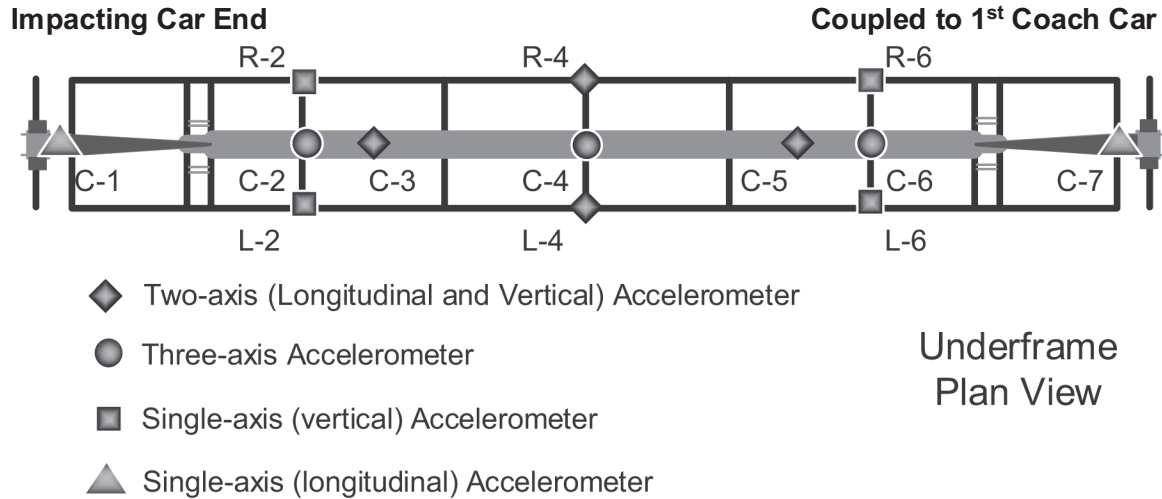 Impacting Car End
Coupled to 1st Coach Car
R-2
R-4
R-6
C-1
C-2
C-3
C-4
C-5
C-6
C-7
L-2
L-4
L-6
Two-axis (Longitudinal and Vertical) Accelerometer
Three-axis Accelerometer
Single-axis (vertical) Accelerometer
Single-axis (longitudinal) Accelerometer
Underframe
Plan View